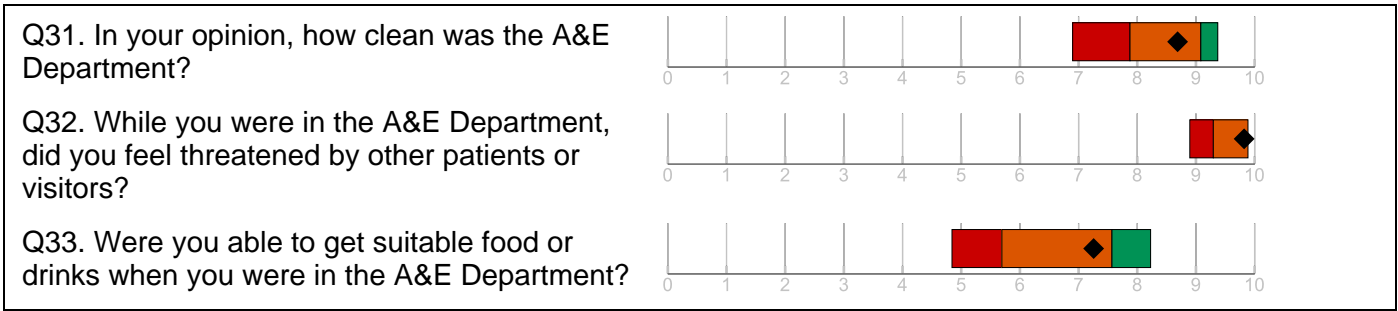 Q31. In your opinion, how clean was the A&E
Department?
0 1 2 3 4 5 6 7 8 9 10
Q32. While you were in the A&E Department,
did you feel threatened by other patients or
visitors?
0 1 2 3 4 5 6 7 8 9 10
Q33. Were you able to get suitable food or
drinks when you were in the A&E Department?
0 1 2 3 4 5 6 7 8 9 10